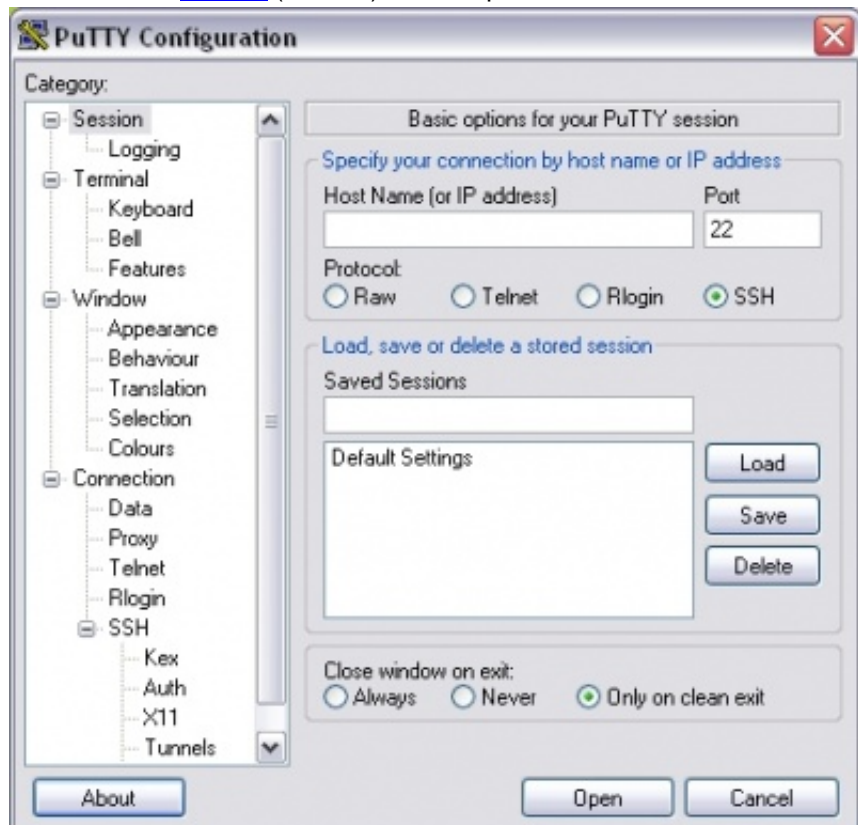 PuTTY Configuration
Category:
Session
Logging
Terminal
Keyboard
Bell
Features
Window
Appearance
Behaviour
Translation
Selection
Colours
Connection
Data
Proxy
Telnet
Rlogin
SSH
Kex
Auth
X11
Tunnels
Basic options for your PuTTY session
Specify your connection by host name or IP address
Host Name (or IP address) Port
22
Protocol:
Raw Telnet Rlogin SSH
Load, save or delete a stored session
Saved Sessions
Default Settings
Load
Save
Delete
Close window on exit:
Always Never Only on clean exit
About Open Cancel